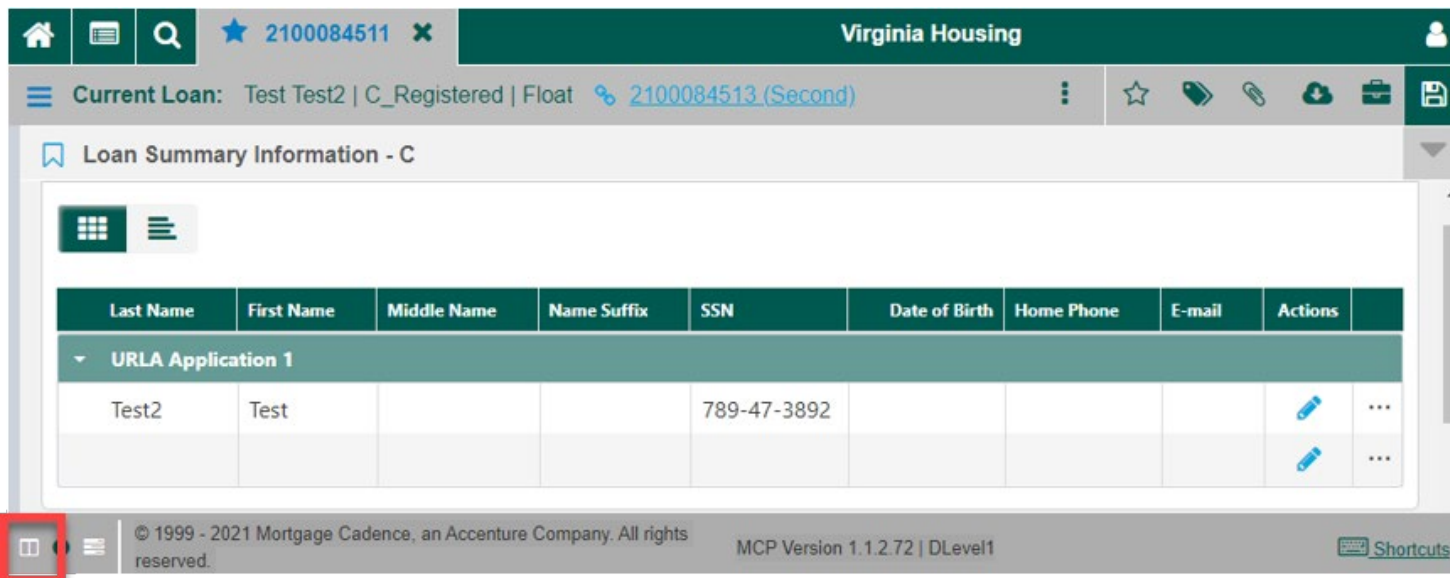 2100084511
Virginia Housing
Current Loan: Test Test2 | C_Registered | Float 2100084513 (Second)
Loan Summary Information - C
Last Name First Name Middle Name Name Suffix SSN Date of Birth Home Phone E-mail Actions
URLA Application 1
Test2 Test 789-47-3892
© 1999 - 2021 Mortgage Cadence, an Accenture Company. All rights
reserved.
MCP Version 1.1.2.72 | DLevel1
Shortcuts